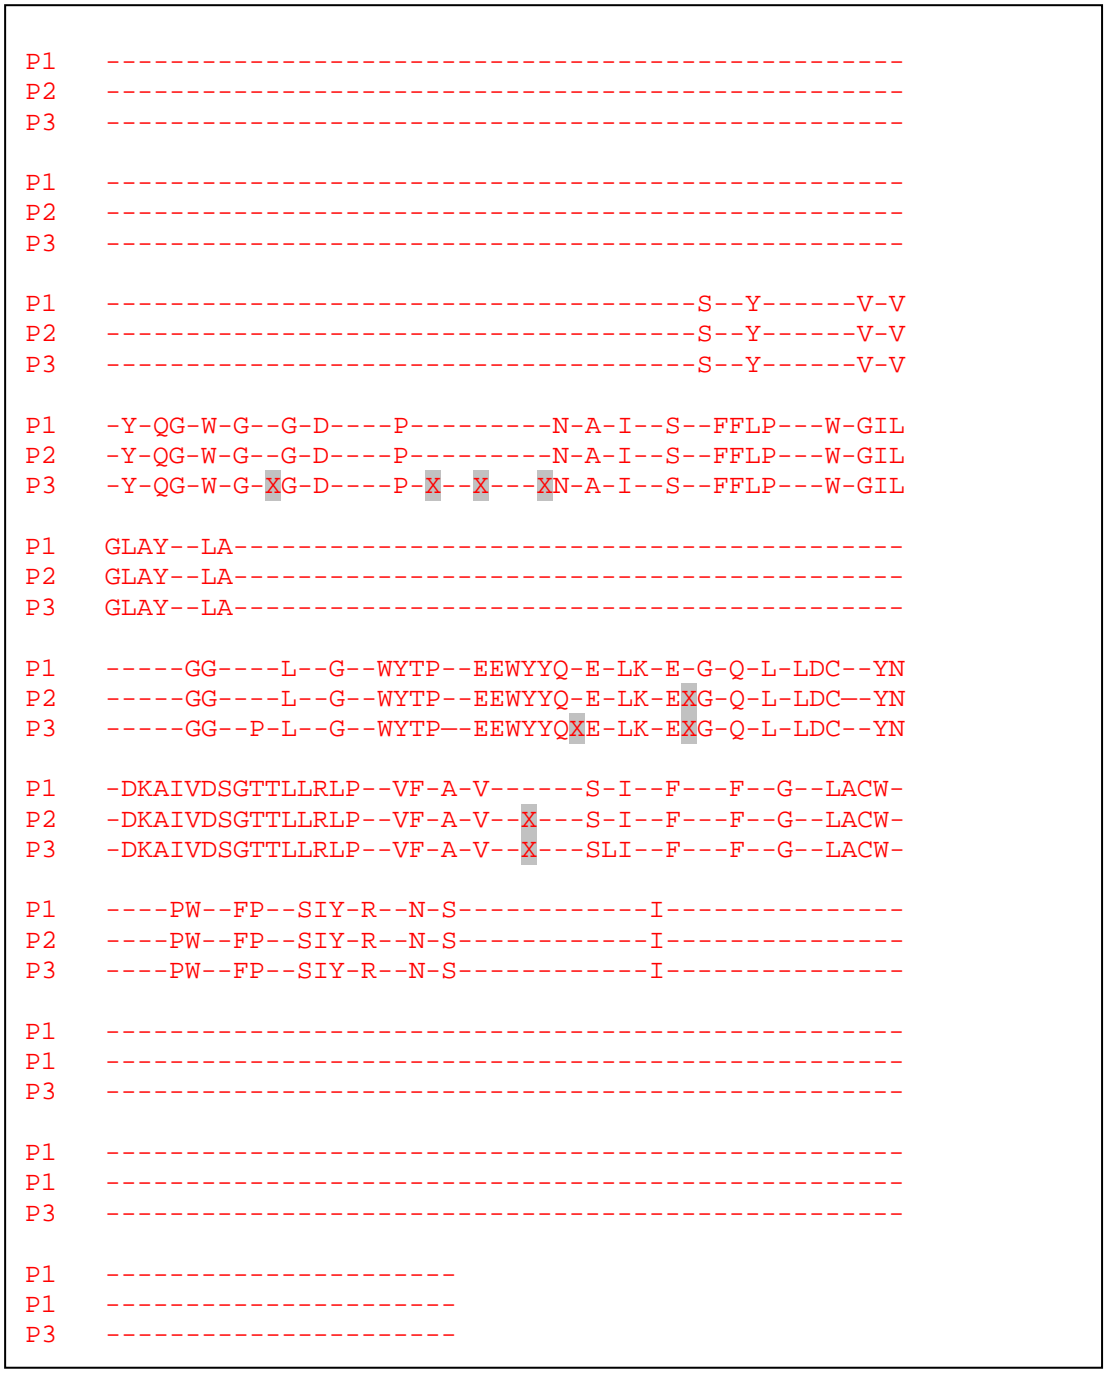 P1 --------------------------------------------------
P2 --------------------------------------------------
P3 --------------------------------------------------
P1 --------------------------------------------------
P2 --------------------------------------------------
P3 --------------------------------------------------
P1 -------------------------------------S--Y------V-V
P2 -------------------------------------S--Y------V-V
P3 -------------------------------------S--Y------V-V
P1 -Y-QG-W-G--G-D----P---------N-A-I--S--FFLP---W-GIL
P2 -Y-QG-W-G--G-D----P---------N-A-I--S--FFLP---W-GIL
P3 -Y-QG-W-G-XG-D----P-X--X---XN-A-I--S--FFLP---W-GIL
P1 GLAY--LA------------------------------------------
P2 GLAY--LA------------------------------------------
P3 GLAY--LA------------------------------------------
P1 -----GG----L--G--WYTP--EEWYYQ-E-LK-E-G-Q-L-LDC--YN
P2 -----GG----L--G--WYTP--EEWYYQ-E-LK-EXG-Q-L-LDC—-YN
P3 -----GG--P-L--G--WYTP—-EEWYYQXE-LK-EXG-Q-L-LDC--YN
P1 -DKAIVDSGTTLLRLP--VF-A-V------S-I--F---F--G--LACW-
P2 -DKAIVDSGTTLLRLP--VF-A-V--X---S-I--F---F--G--LACW-
P3 -DKAIVDSGTTLLRLP--VF-A-V--X---SLI--F---F--G--LACW-
P1 ----PW--FP--SIY-R--N-S------------I---------------
P2 ----PW--FP--SIY-R--N-S------------I---------------
P3 ----PW--FP--SIY-R--N-S------------I---------------
P1 --------------------------------------------------
P1 --------------------------------------------------
P3 --------------------------------------------------
P1 --------------------------------------------------
P1 --------------------------------------------------
P3 --------------------------------------------------
P1 ----------------------
P1 ----------------------
P3 ----------------------